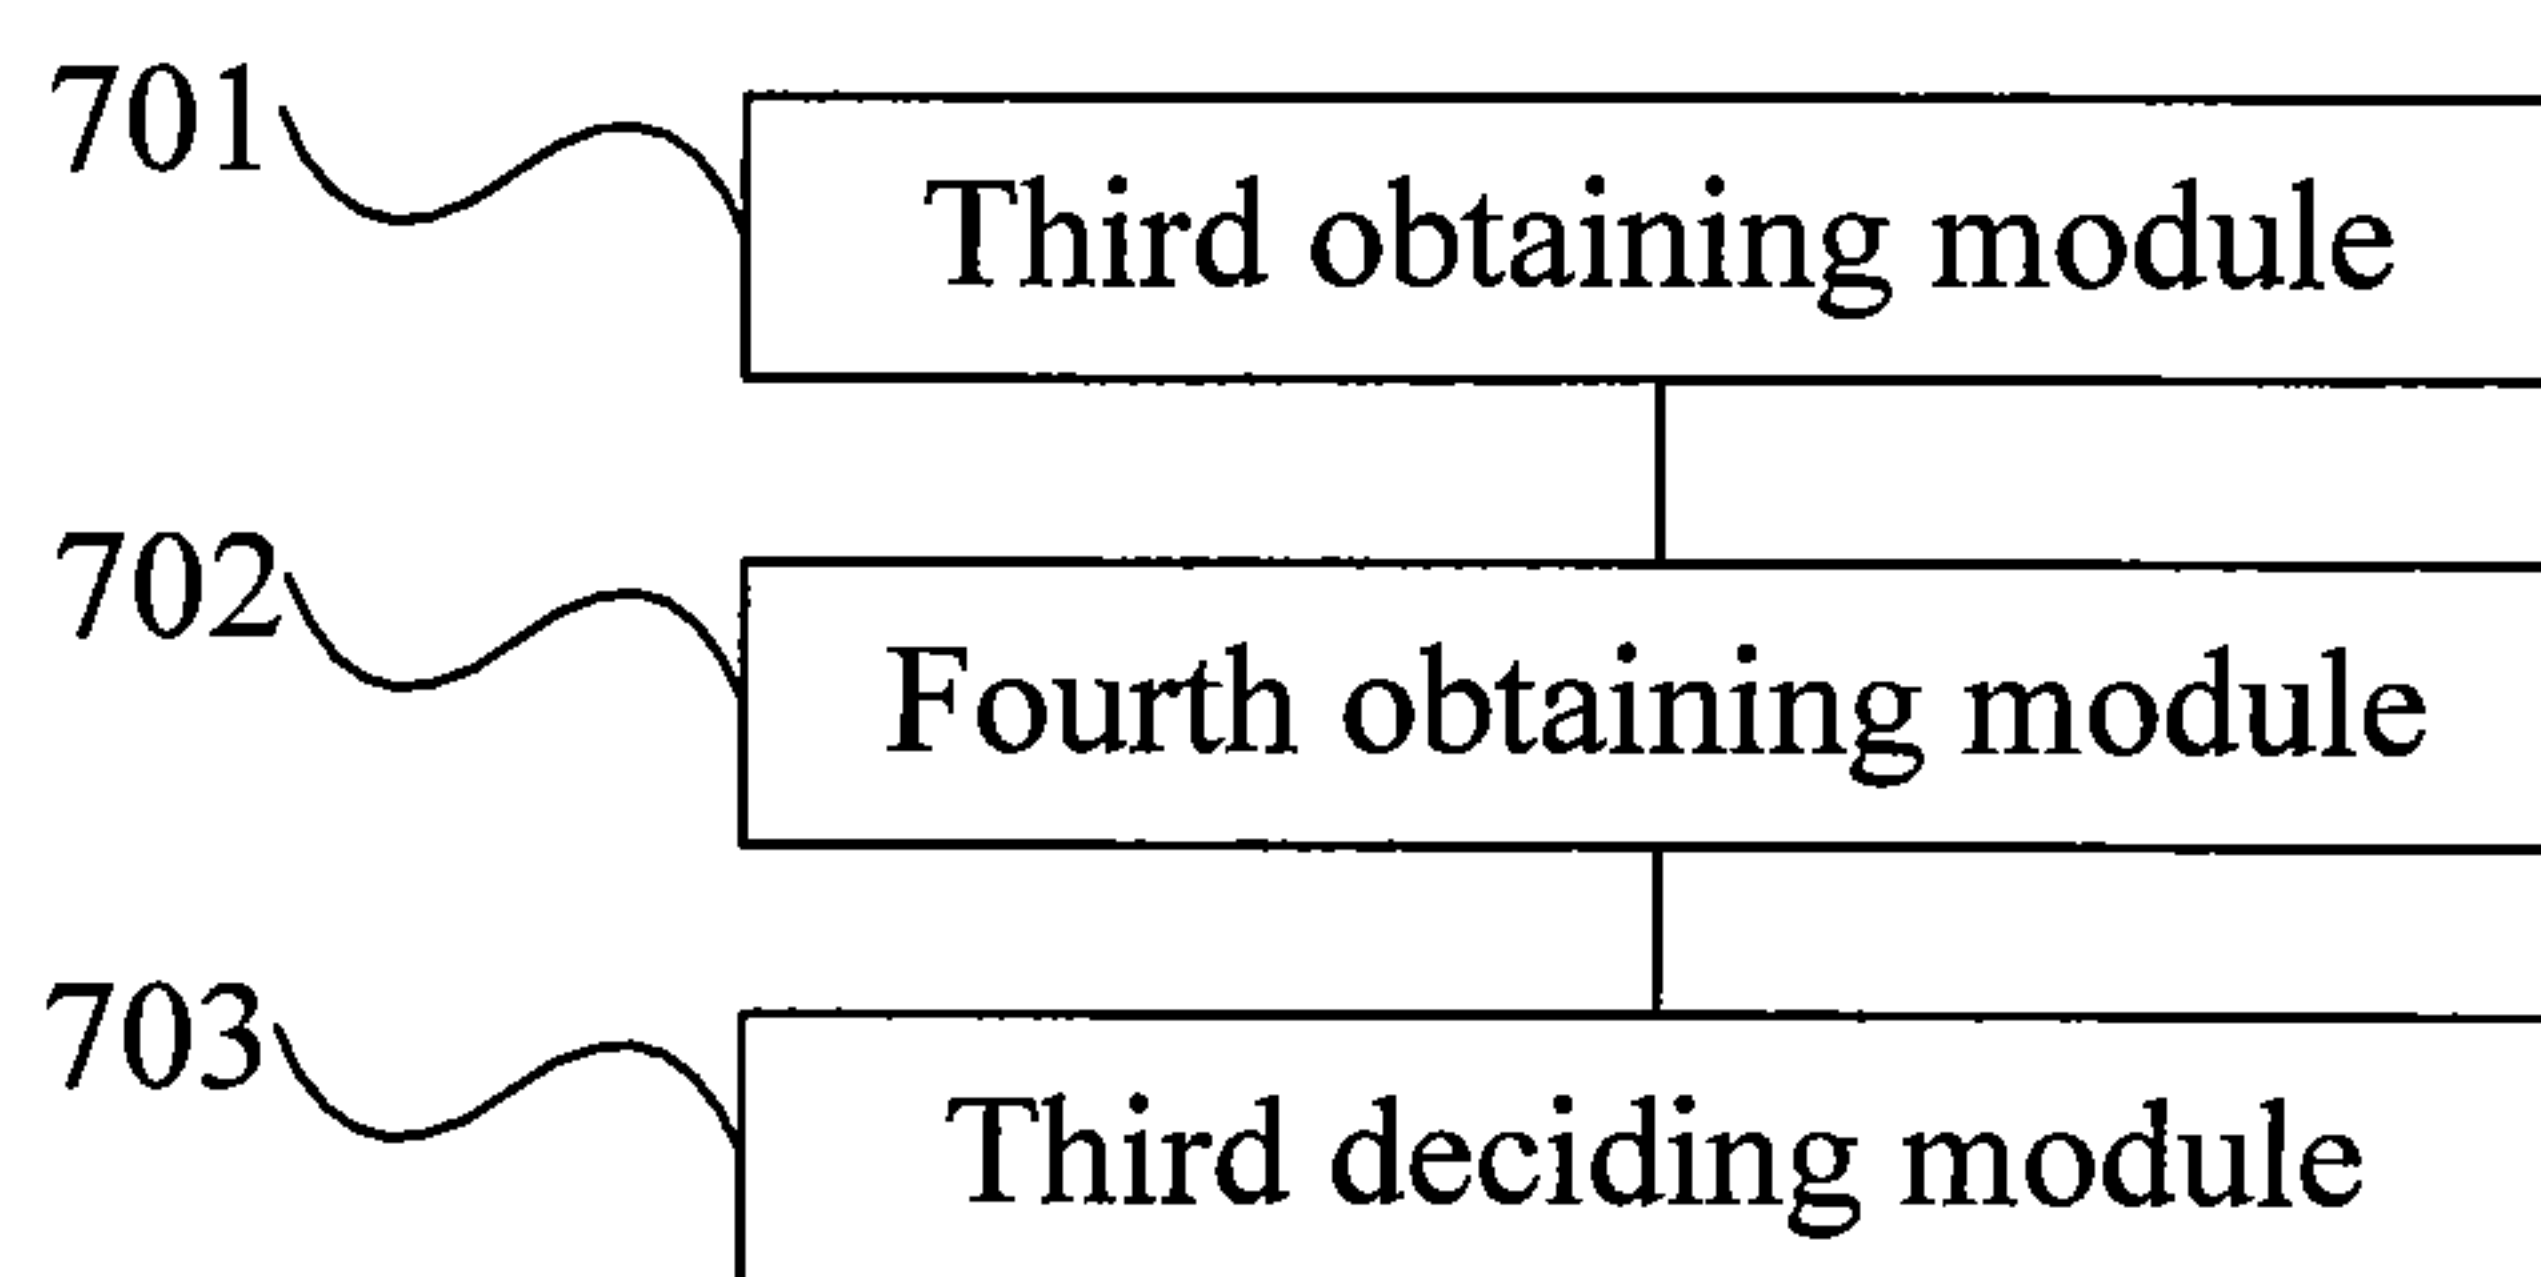 701
Third obtaining module
702
Fourth obtaining module
703
Third deciding module